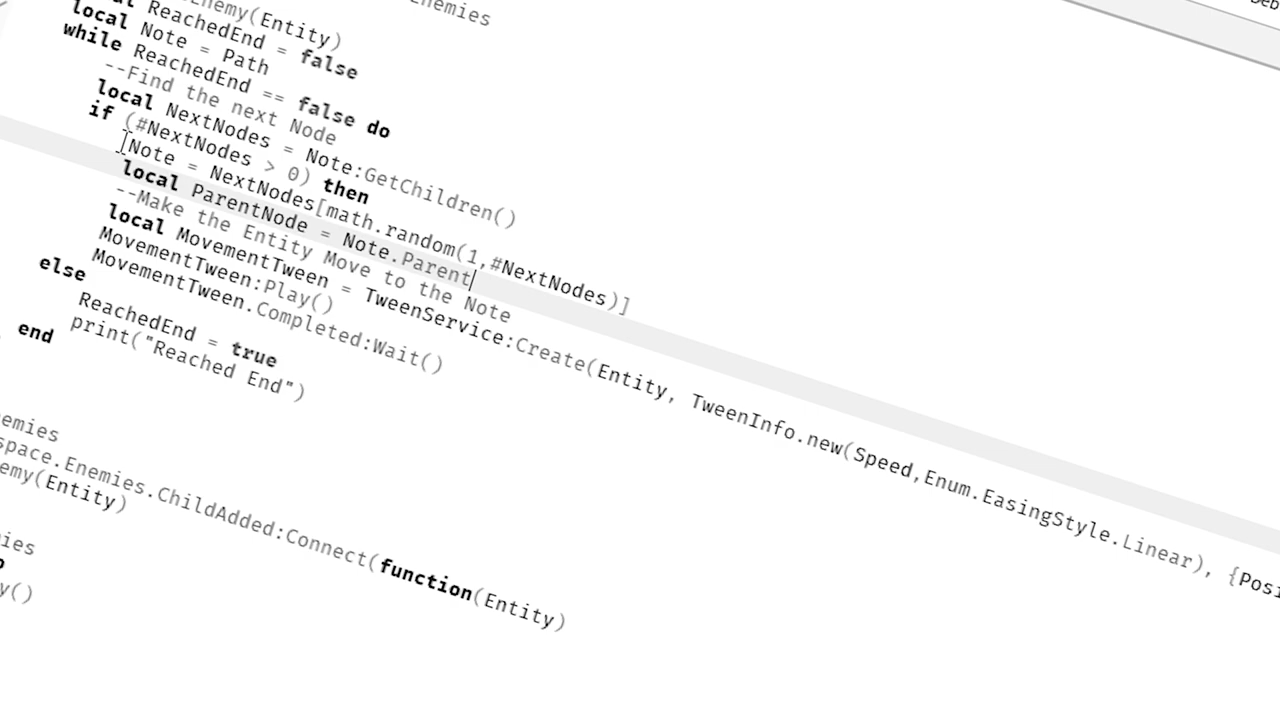 Enemies
Enemy(Entity)
ReachedEnd = false
local Note = Path
while ReachedEnd == false do
--Find the next Node
local NextNodes = Note:GetChildren()
if (#NextNodes > 0) then
Note = NextNodes[math.random(1,#NextNodes)]
local ParentNode = Note.Parent
--Make the Entity Move to the Note
local MovementTween = TweenService:Create(Entity, TweenInfo.new(Speed,Enum.EasingStyle.Linear), {Posi
MovementTween:Play()
MovementTween.Completed:Wait()
else
ReachedEnd = true
print("Reached End")
end
emies
space.Enemies.ChildAdded:Connect(function(Entity)
emy(Entity)
ies
y()